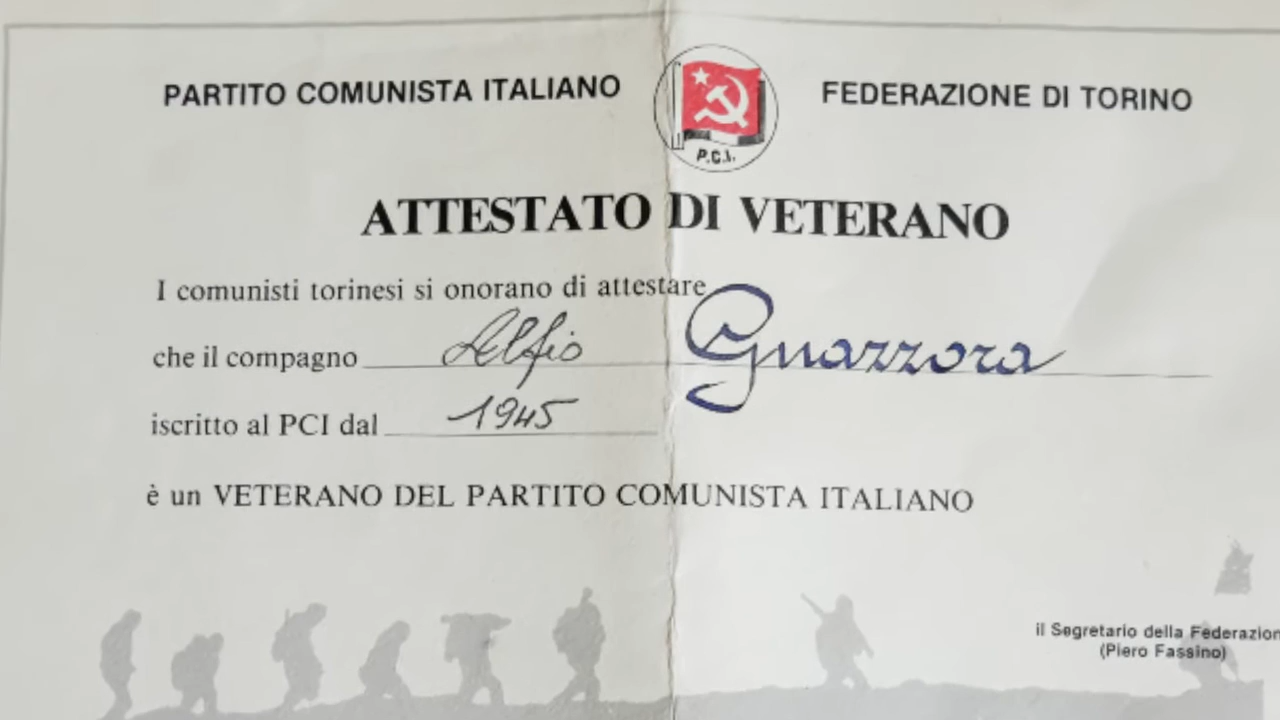 PARTITO COMUNISTA ITALIANO
P.C.I.
FEDERAZIONE DI TORINO
ATTESTATO DI VETERANO
I comunisti torinesi si onorano di attestare
che il compagno Alfio Guazzora
iscritto al PCI dal 1945
è un VETERANO DEL PARTITO COMUNISTA ITALIANO
il Segretario della Federazion
(Piero Fassino)